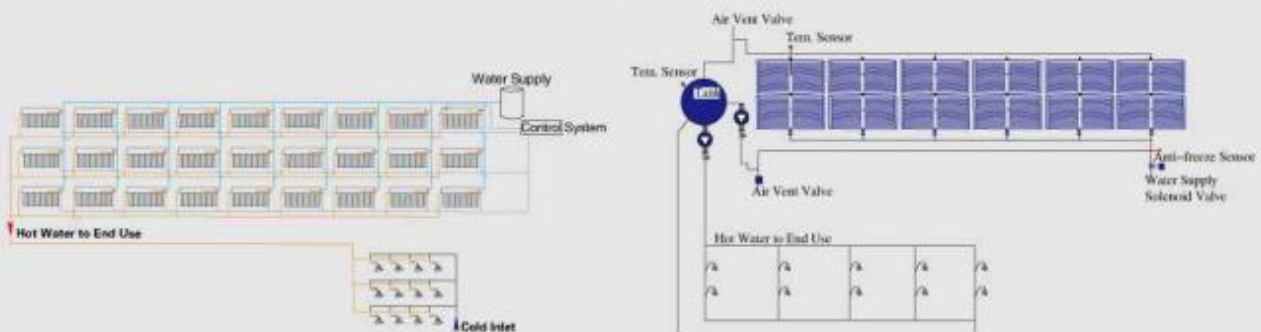 Water Supply
Control System
Hot Water to End Use
Cold Inlet
Air Vent Valve
Tem. Sensor
Tem. Sensor
Tank
Anti-freeze Sensor
Air Vent Valve
Water Supply
Solenoid Valve
Hot Water to End Use